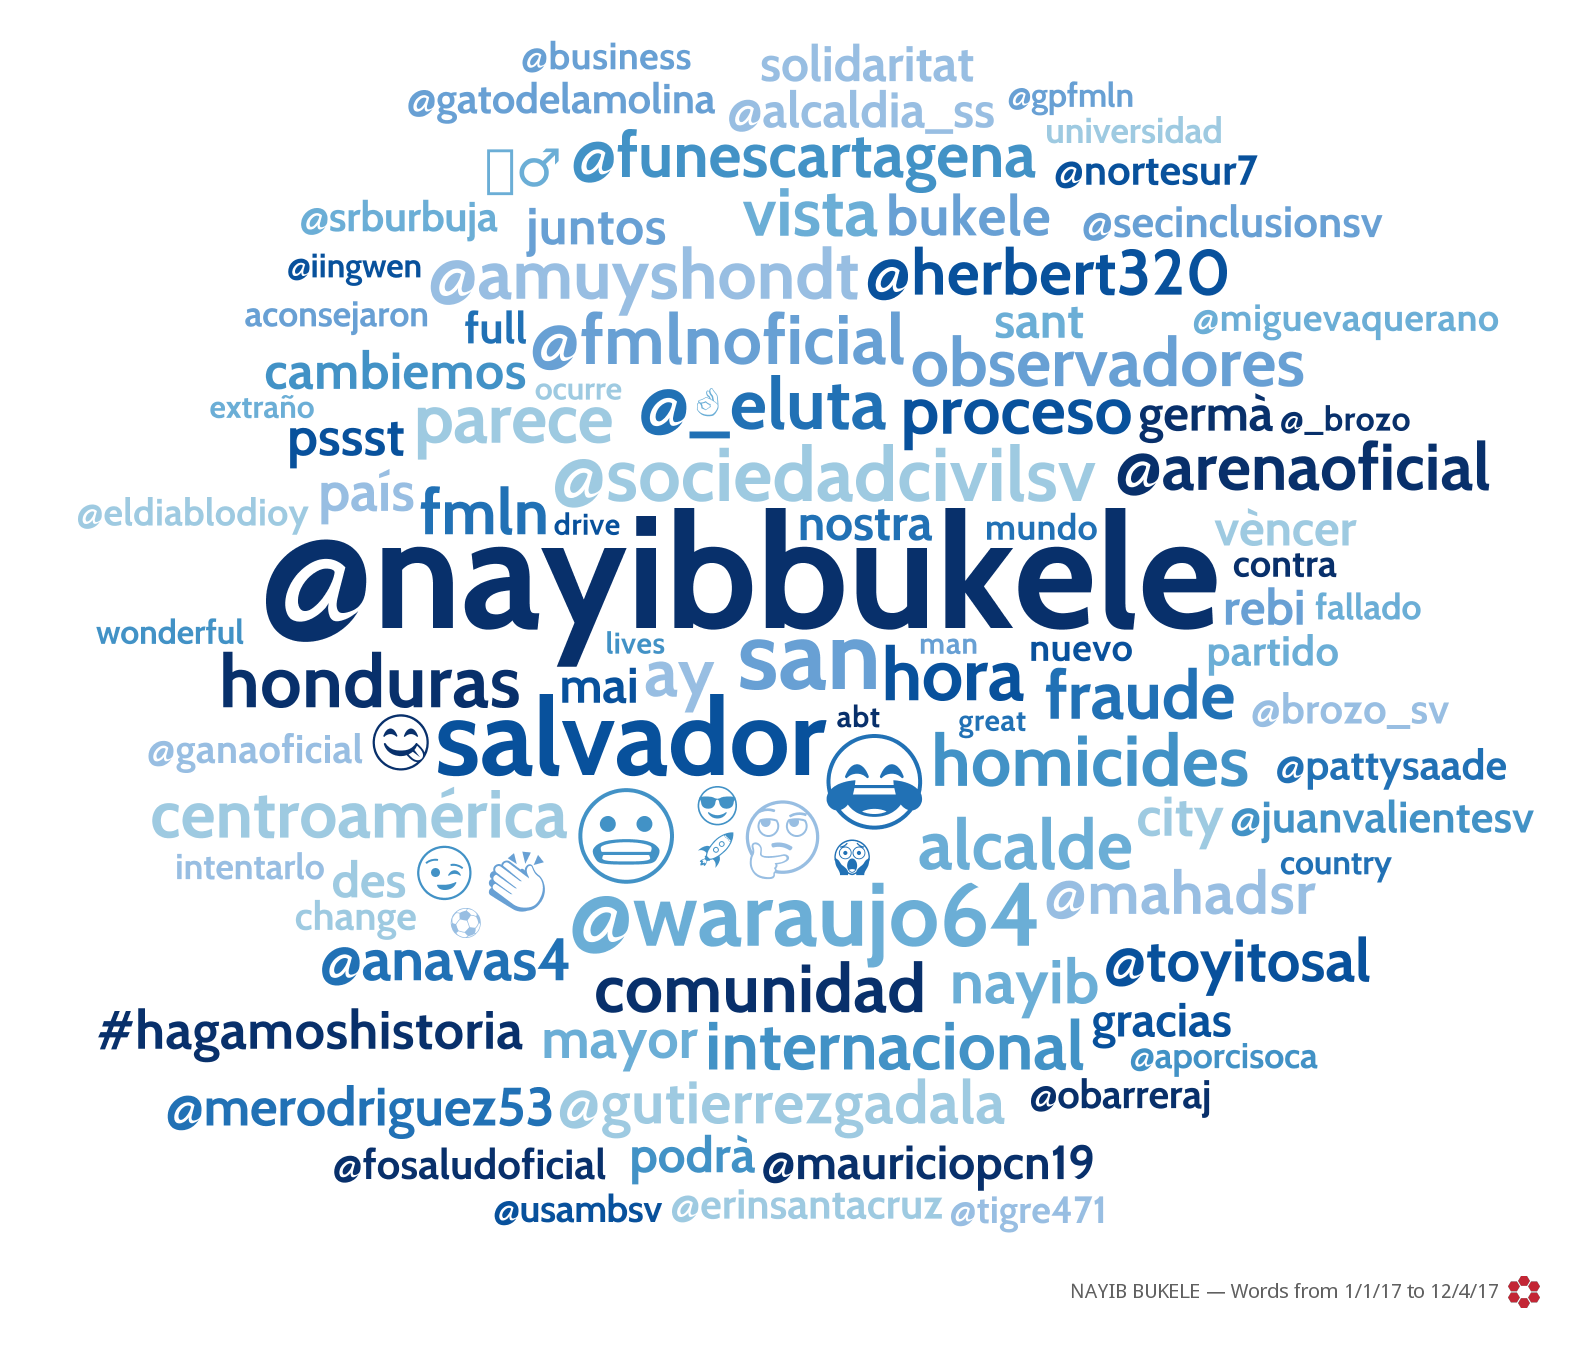 @business solidaritat
@gatodelamolina @alcaldia_ss @gpfmln
universidad
@funescartagena @nortesur7
@srburbuja juntos vista bukele @secinclusionsv
@iingwen @amuyshondt @herbert320
aconsejaron full @fmlnoficial sant @miguevaquerano
cambiemos observadores
ocurre
extraño parece @👌_eluta proceso germà @_brozo
pssst
@sociedadcivilsv @arenaoficial
@eldiablodioy país fmln drive nostra mundo vèncer
@nayibbukele contra
rebi fallado
wonderful lives san man nuevo partido
honduras mai ay hora fraude @brozo_sv
abt great
@ganaoficial 😋 salvador 😂 homicides @pattysaade
centroamérica 😬 😎 🤔 city @juanvalientesv
🚀 😱 alcalde
intentarlo des 😉 👏 country
change ⚽ @waraujo64 @mahadsr
@anavas4 @toyitosal
comunidad nayib
#hagamoshistoria mayor internacional gracias
@aporcisoca
@merodriguez53 @gutierrezgadala @obarreraj
@fosaludoficial podrà @mauriciopcn19
@usambsv @erinsantacruz @tigre471
NAYIB BUKELE — Words from 1/1/17 to 12/4/17